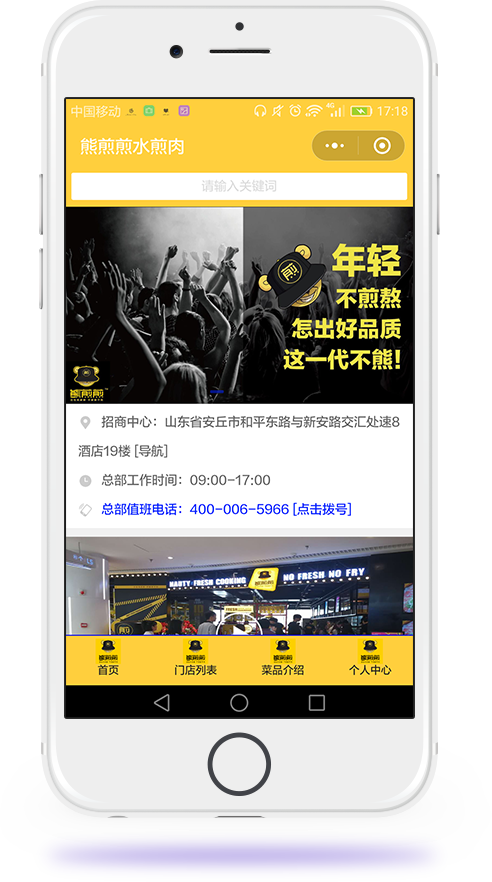 中国移动 4G 17:18
熊煎煎水煎肉
请输入关键词
年轻
不煎熬
怎出好品质
这一代不熊!
熊煎煎
招商中心：山东省安丘市和平东路与新安路交汇处速8
酒店19楼 [导航]
总部工作时间：09:00-17:00
总部值班电话：400-006-5966 [点击拨号]
NAUTY FRESH COOKING NO FRESH NO FRY
首页 门店列表 菜品介绍 个人中心